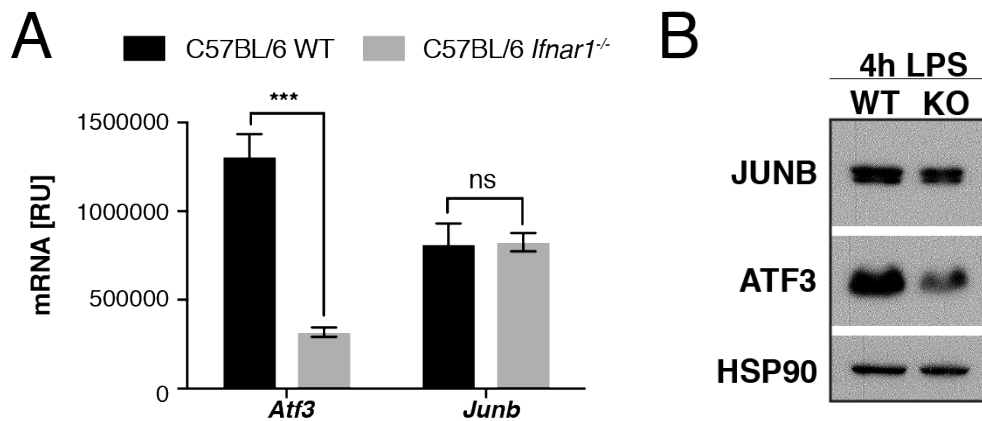 A
C57BL/6 WT
C57BL/6 Ifnar1-/-
mRNA [RU]
1500000
1000000
500000
0
***
ns
Atf3
Junb
B
4h LPS
WT KO
JUNB
ATF3
HSP90